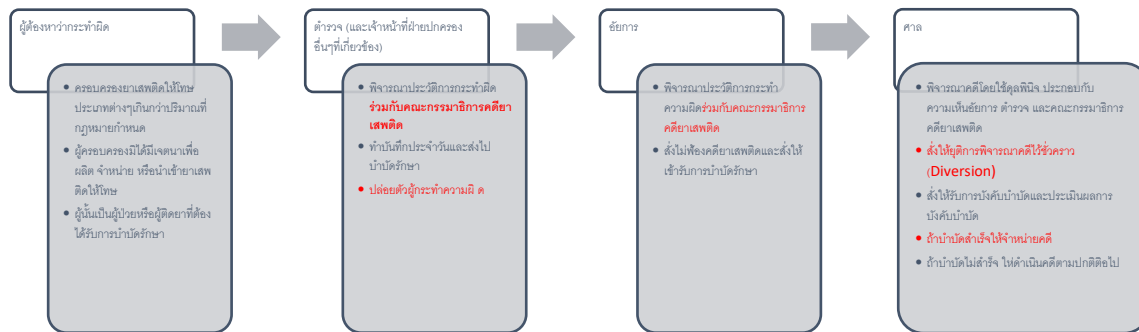 ผู้ต้องหาว่ากระทำผิด
• ครอบครองยาเสพติดให้โทษ
ประเภทต่างๆเกินกว่าปริมาณที่
กฎหมายกำหนด
• ผู้ครอบครองมิได้มีเจตนาเพื่อ
ผลิต จำหน่าย หรือนำเข้ายาเสพ
ติดให้โทษ
• ผู้นั้นเป็นผู้ป่วยหรือผู้ติดยาที่ต้อง
ได้รับการบำบัดรักษา
ตำรวจ (และเจ้าหน้าที่ฝ่ายปกครอง
อื่นๆที่เกี่ยวข้อง)
• พิจารณาประวัติการกระทำผิด
ร่วมกับคณะกรรมาธิการคดียา
เสพติด
• ทำบันทึกประจำวันและส่งไป
บำบัดรักษา
• ปล่อยตัวผู้กระทำความผิ ด
อัยการ
• พิจารณาประวัติการกระทำ
ความผิดร่วมกับคณะกรรมาธิการ
คดียาเสพติด
• สั่งไม่ฟ้องคดียาเสพติดและสั่งให้
เข้ารับการบำบัดรักษา
ศาล
• พิจารณาคดีโดยใช้ดุลพินิจ ประกอบกับ
ความเห็นอัยการ ตำรวจ และคณะกรรมาธิการ
คดียาเสพติด
• สั่งให้ยุติการพิจารณาคดีไว้ชั่วคราว
(Diversion)
• สั่งให้รับการบังคับบำบัดและประเมินผลการ
บังคับบำบัด
• ถ้าบำบัดสำเร็จให้จำหน่ายคดี
• ถ้าบำบัดไม่สำเร็จ ให้ดำเนินคดีตามปกติต่อไป